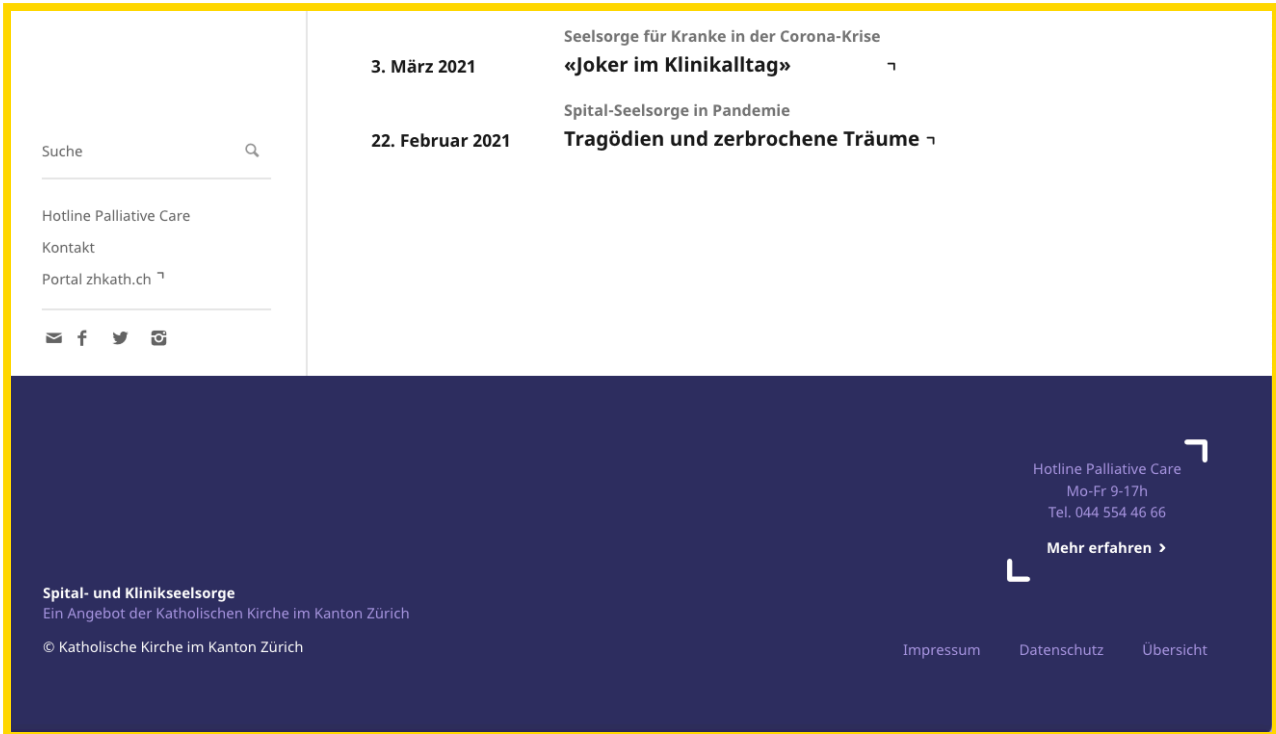 Seelsorge für Kranke in der Corona-Krise
3. März 2021
«Joker im Klinikalltag»
Spital-Seelsorge in Pandemie
22. Februar 2021
Tragödien und zerbrochene Träume
Suche
Hotline Palliative Care
Kontakt
Portal zhkath.ch
Hotline Palliative Care
Mo-Fr 9-17h
Tel. 044 554 46 66
Mehr erfahren
Spital- und Klinikseelsorge
Ein Angebot der Katholischen Kirche im Kanton Zürich
© Katholische Kirche im Kanton Zürich
Impressum Datenschutz Übersicht